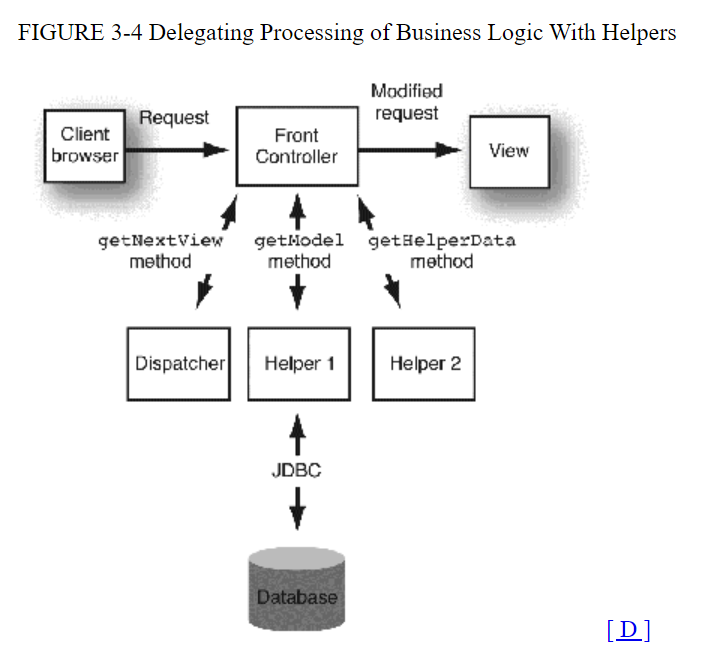 FIGURE 3-4 Delegating Processing of Business Logic With Helpers
Client
browser
Request
Front
Controller
Modified
request
View
getNextView
method
getModel
method
getHelperData
method
Dispatcher
Helper 1
Helper 2
JDBC
Database
[ D ]